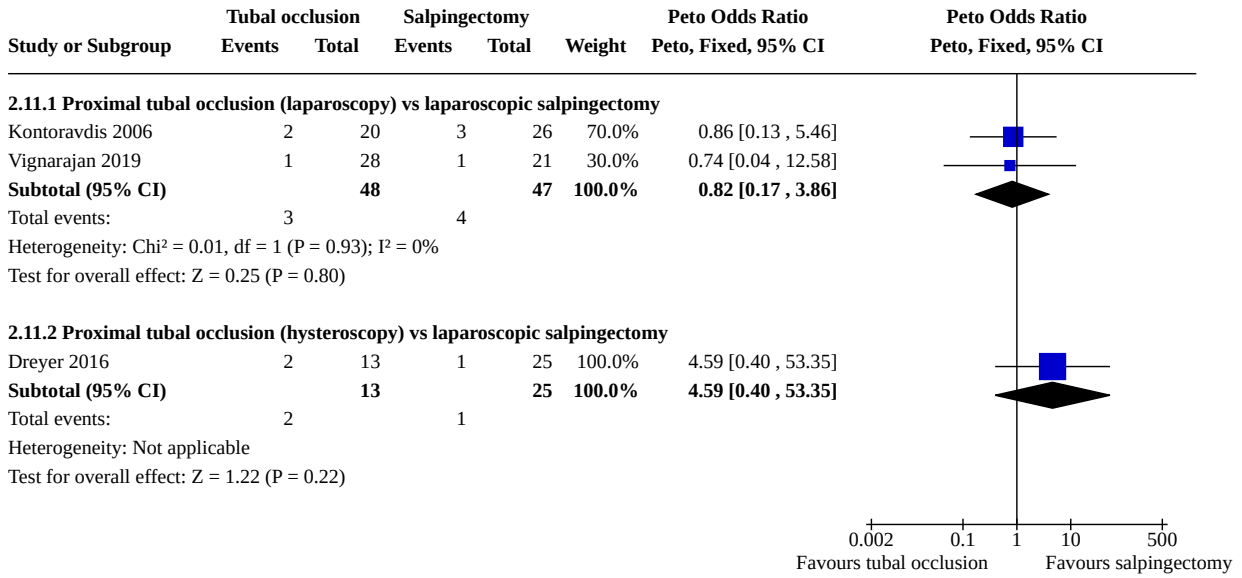 Tubal occlusion Salpingectomy Peto Odds Ratio Peto Odds Ratio
Study or Subgroup Events Total Events Total Weight Peto, Fixed, 95% CI Peto, Fixed, 95% CI
2.11.1 Proximal tubal occlusion (laparoscopy) vs laparoscopic salpingectomy
Kontoravdis 2006 2 20 3 26 70.0% 0.86 [0.13 , 5.46]
Vignarajan 2019 1 28 1 21 30.0% 0.74 [0.04 , 12.58]
Subtotal (95% CI) 48 47 100.0% 0.82 [0.17 , 3.86]
Total events: 3 4
Heterogeneity: Chi² = 0.01, df = 1 (P = 0.93); I² = 0%
Test for overall effect: Z = 0.25 (P = 0.80)
2.11.2 Proximal tubal occlusion (hysteroscopy) vs laparoscopic salpingectomy
Dreyer 2016 2 13 1 25 100.0% 4.59 [0.40 , 53.35]
Subtotal (95% CI) 13 25 100.0% 4.59 [0.40 , 53.35]
Total events: 2 1
Heterogeneity: Not applicable
Test for overall effect: Z = 1.22 (P = 0.22)
0.002 0.1 1 10 500
Favours tubal occlusion Favours salpingectomy